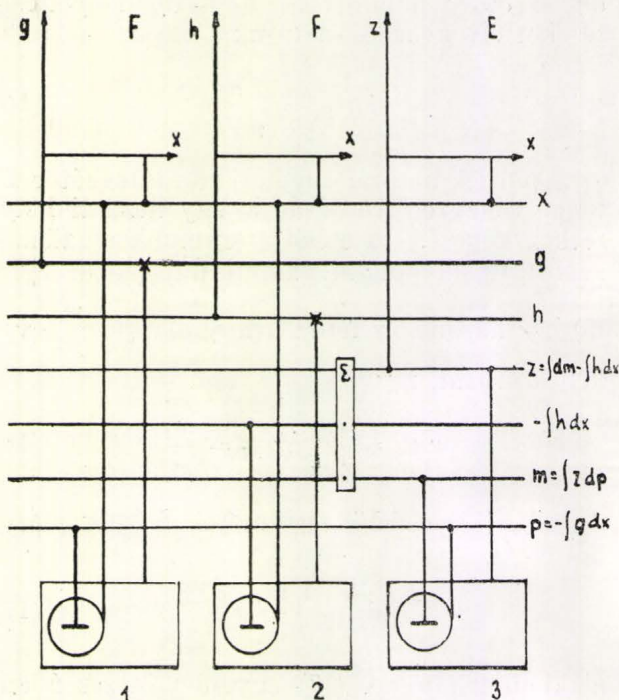 g F h F z E
x x x
x
g
h
Σ z=∫dm-∫hdx
-∫hdx
m=∫zdp
p=-∫gdx
1 2 3